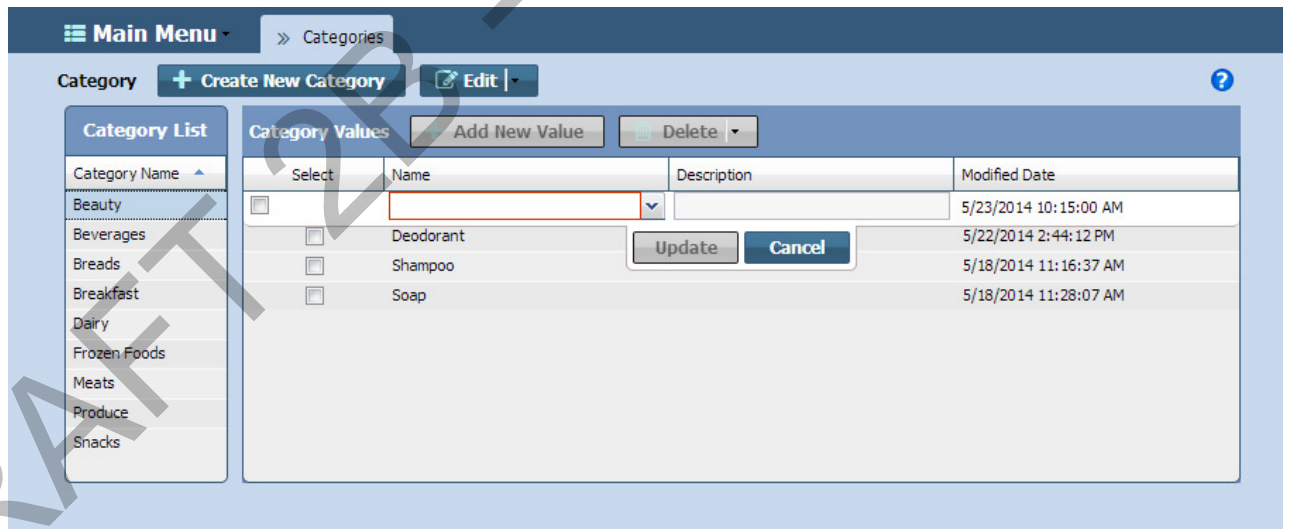 Main Menu » Categories
Category + Create New Category Edit ?
Category List Category Values + Add New Value Delete
Category Name Select Name Description Modified Date
Beauty 5/23/2014 10:15:00 AM
Beverages Deodorant 5/22/2014 2:44:12 PM
Update Cancel
Breads Shampoo 5/18/2014 11:16:37 AM
Breakfast Soap 5/18/2014 11:28:07 AM
Dairy
Frozen Foods
Meats
Produce
Snacks
RAFT 2B -